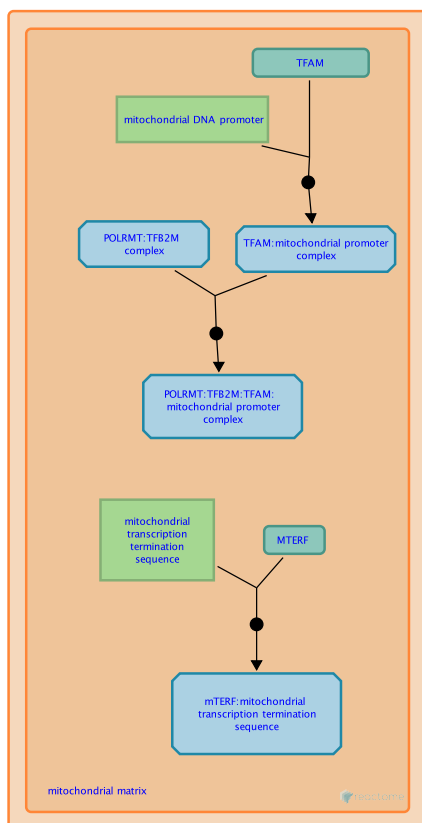 TFAM
mitochondrial DNA promoter
POLRMT:TFB2M
complex
TFAM:mitochondrial promoter
complex
POLRMT:TFB2M:TFAM:
mitochondrial promoter
complex
mitochondrial
transcription
termination
sequence
MTERF
mTERF:mitochondrial
transcription termination
sequence
mitochondrial matrix
reactome